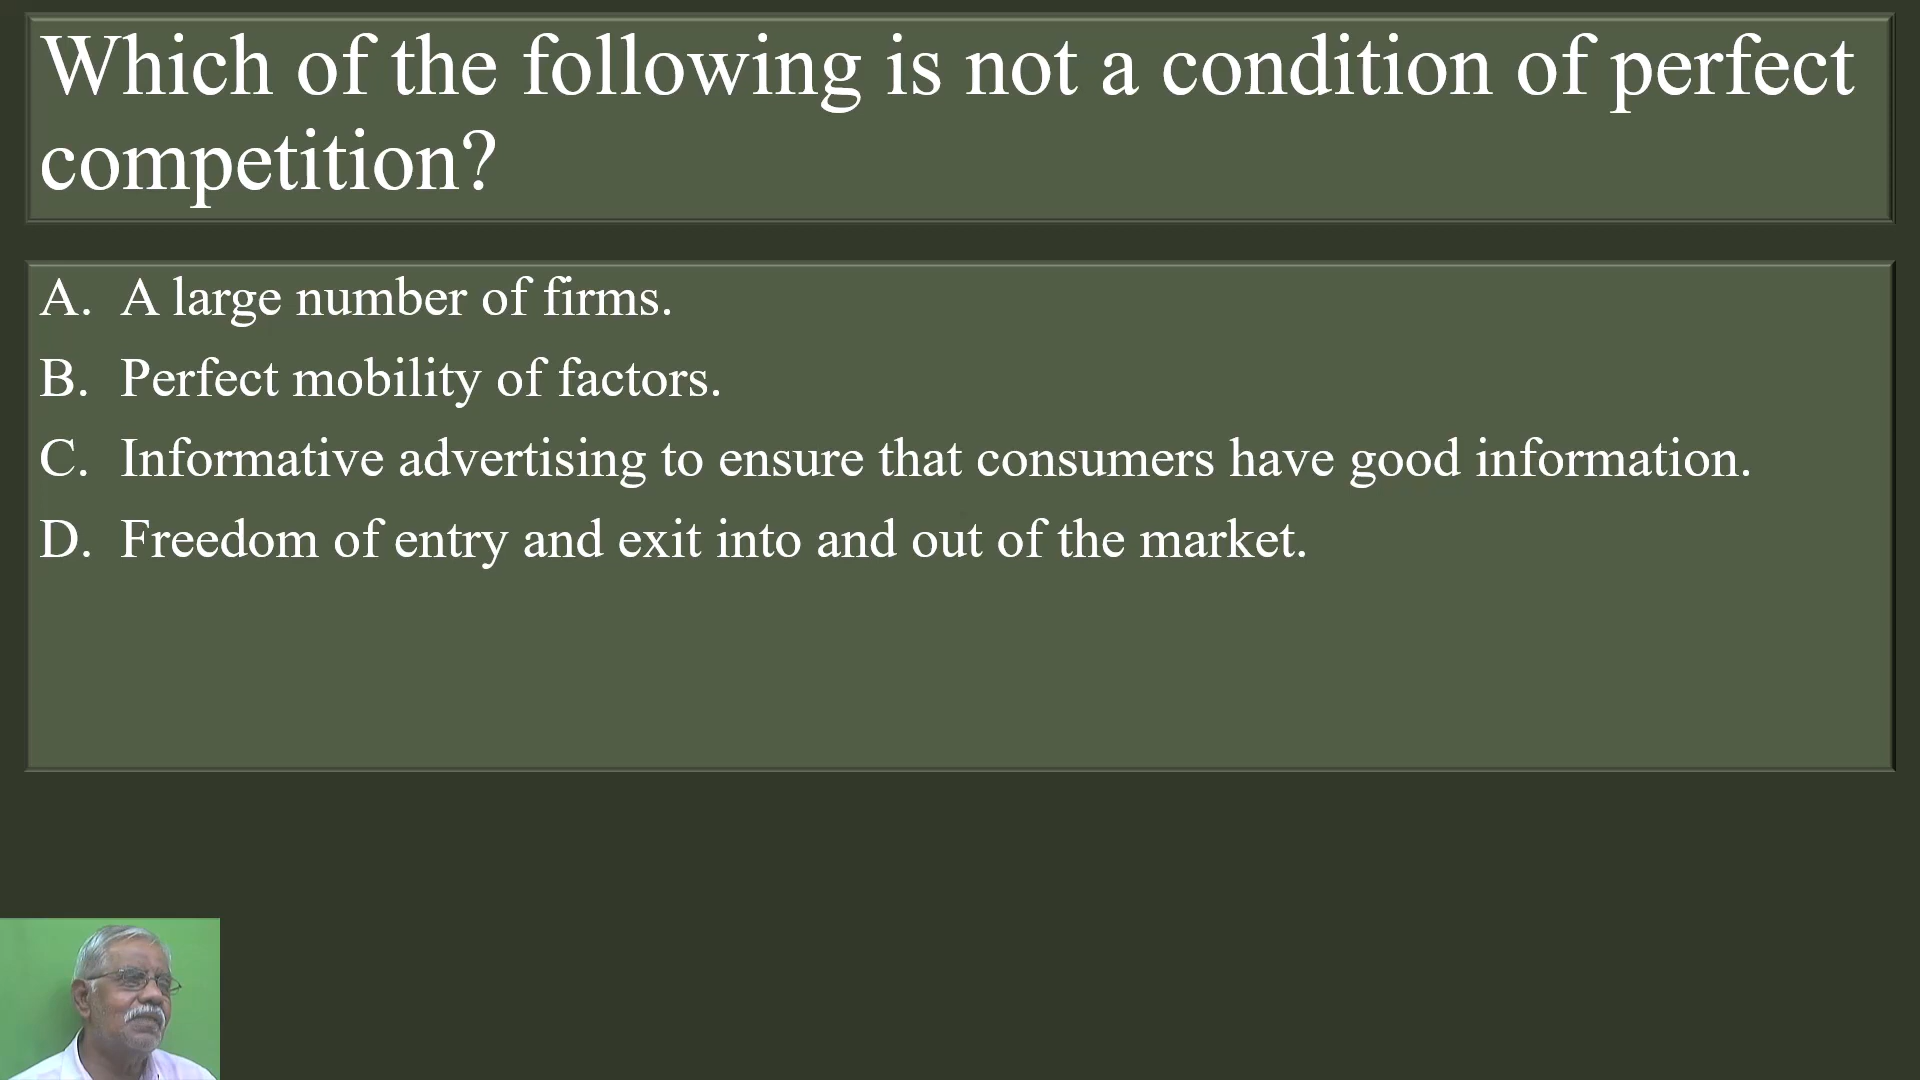 Which of the following is not a condition of perfect
competition?
A. A large number of firms.
B. Perfect mobility of factors.
C. Informative advertising to ensure that consumers have good information.
D. Freedom of entry and exit into and out of the market.